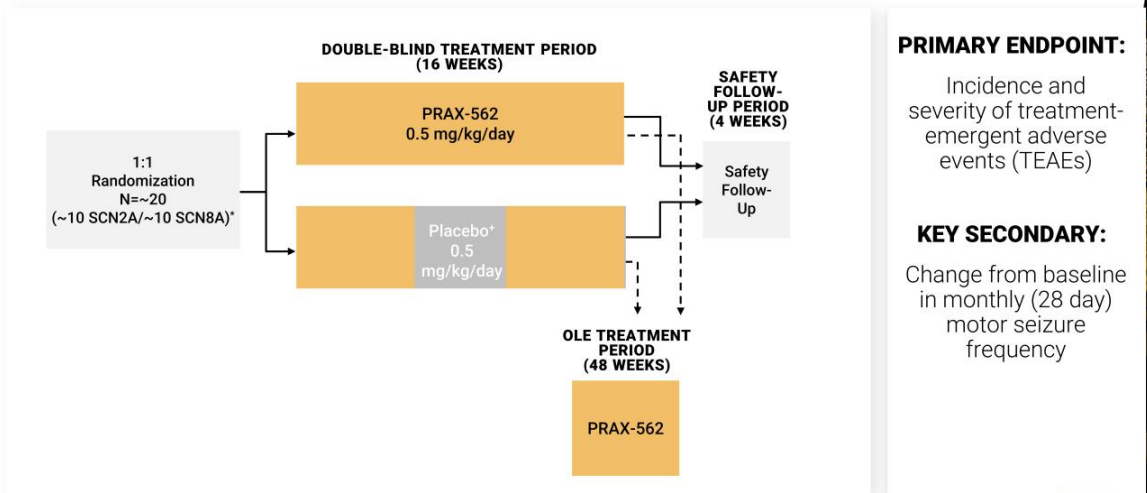 DOUBLE-BLIND TREATMENT PERIOD
(16 WEEKS)
PRAX-562
0.5 mg/kg/day
1:1
Randomization
N=~20
(~10 SCN2A/~10 SCN8A)*
Placebo+
0.5
mg/kg/day
SAFETY
FOLLOW-
UP PERIOD
(4 WEEKS)
Safety
Follow-
Up
OLE TREATMENT
PERIOD
(48 WEEKS)
PRAX-562
PRIMARY ENDPOINT:
Incidence and
severity of treatment-
emergent adverse
events (TEAEs)
KEY SECONDARY:
Change from baseline
in monthly (28 day)
motor seizure
frequency